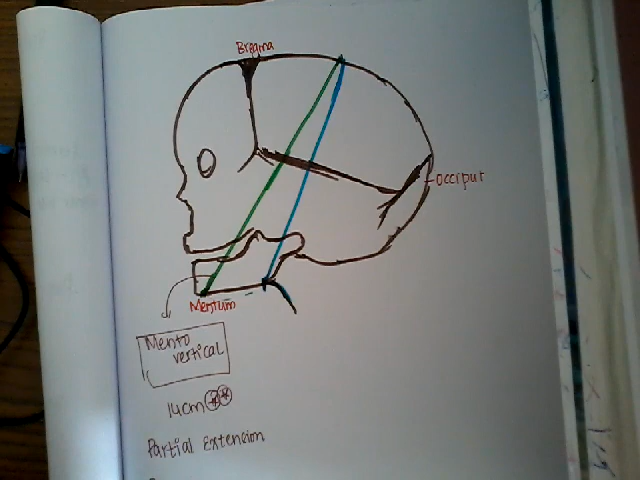 Bregma
occiput
Mentum
Mento
vertical
14cm
Partial Extension